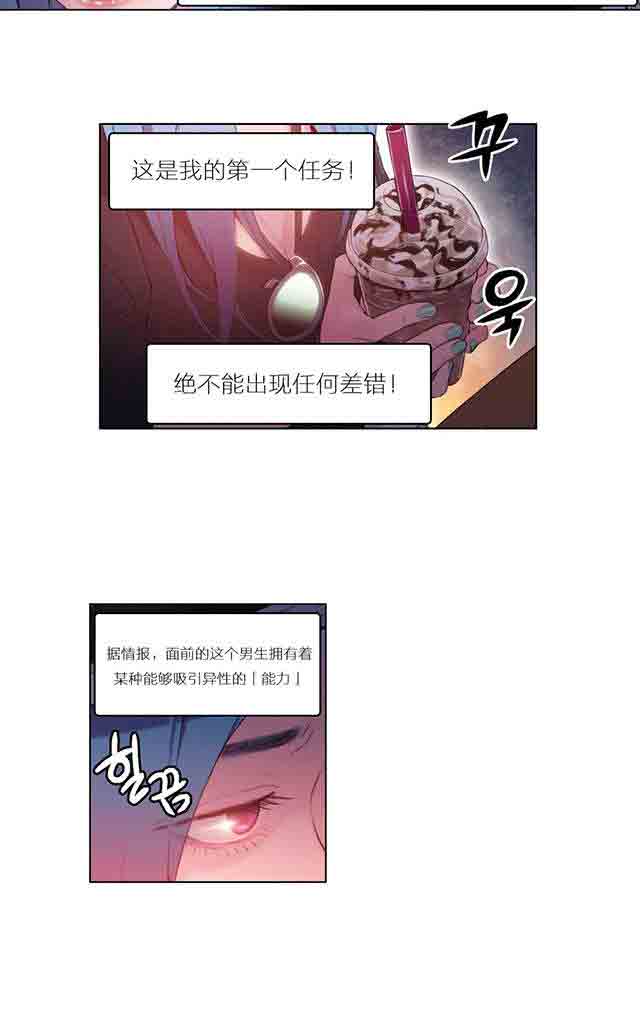 这是我的第一个任务！
꾸
욱
绝不能出现任何差错！
据情报，面前的这个男生拥有着
某种能够吸引异性的「能力」
힐끔